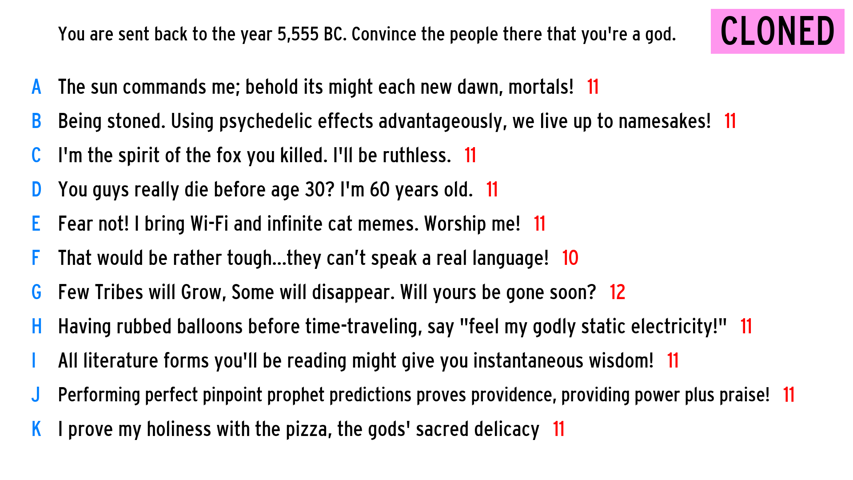 You are sent back to the year 5,555 BC. Convince the people there that you're a god.
CLONED
A The sun commands me; behold its might each new dawn, mortals! 11
B Being stoned. Using psychedelic effects advantageously, we live up to namesakes! 11
C I'm the spirit of the fox you killed. I'll be ruthless. 11
D You guys really die before age 30? I'm 60 years old. 11
E Fear not! I bring Wi-Fi and infinite cat memes. Worship me! 11
F That would be rather tough...they can’t speak a real language! 10
G Few Tribes will Grow, Some will disappear. Will yours be gone soon? 12
H Having rubbed balloons before time-traveling, say "feel my godly static electricity!" 11
I All literature forms you'll be reading might give you instantaneous wisdom! 11
J Performing perfect pinpoint prophet predictions proves providence, providing power plus praise! 11
K I prove my holiness with the pizza, the gods' sacred delicacy 11